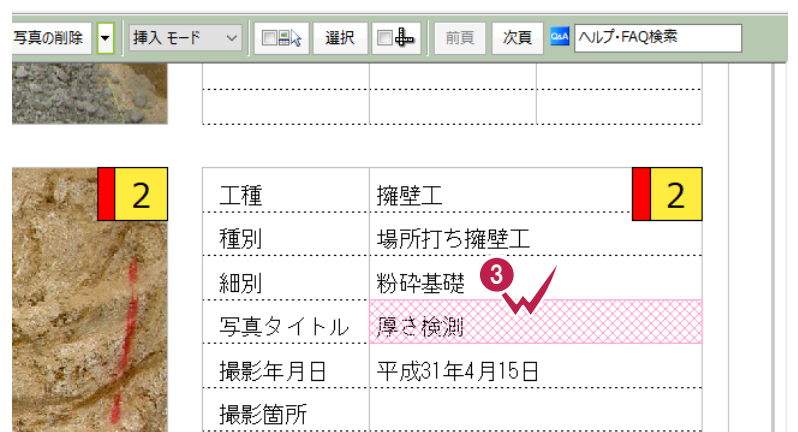 写真の削除 挿入 モード 選択 前頁 次頁 Q&A ヘルプ・FAQ検索
2 2
工種 擁壁工
種別 場所打ち擁壁工
細別 粉砕基礎 3
写真タイトル 厚さ検測
撮影年月日 平成31年4月15日
撮影箇所